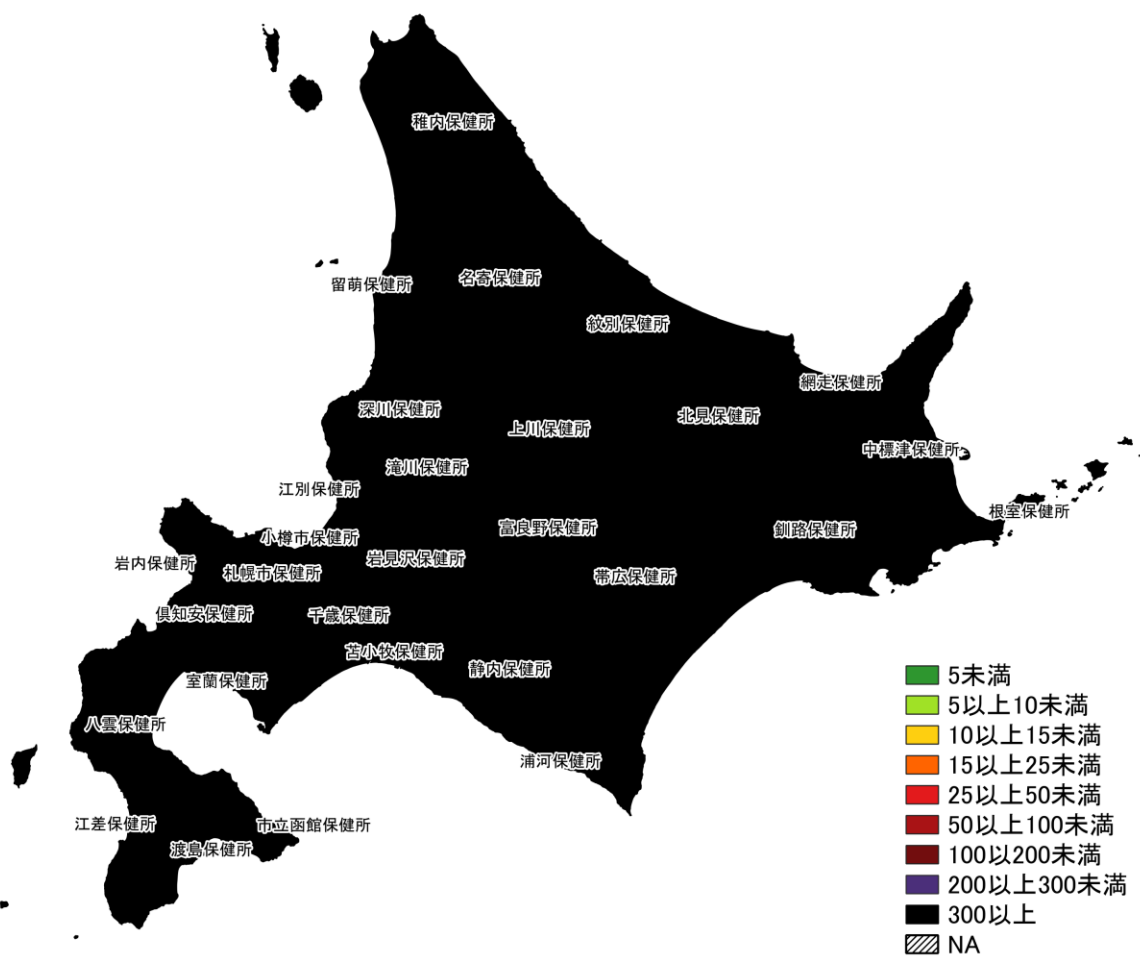 稚内保健所
名寄保健所
留萌保健所
紋別保健所
網走保健所
深川保健所
北見保健所
上川保健所
中標津保健所
滝川保健所
江別保健所
根室保健所
富良野保健所
釧路保健所
小樽市保健所
岩見沢保健所
岩内保健所
札幌市保健所
帯広保健所
倶知安保健所
千歳保健所
苫小牧保健所
静内保健所
室蘭保健所
八雲保健所
浦河保健所
江差保健所
市立函館保健所
渡島保健所
5未満
5以上10未満
10以上15未満
15以上25未満
25以上50未満
50以上100未満
100以200未満
200以上300未満
300以上
NA